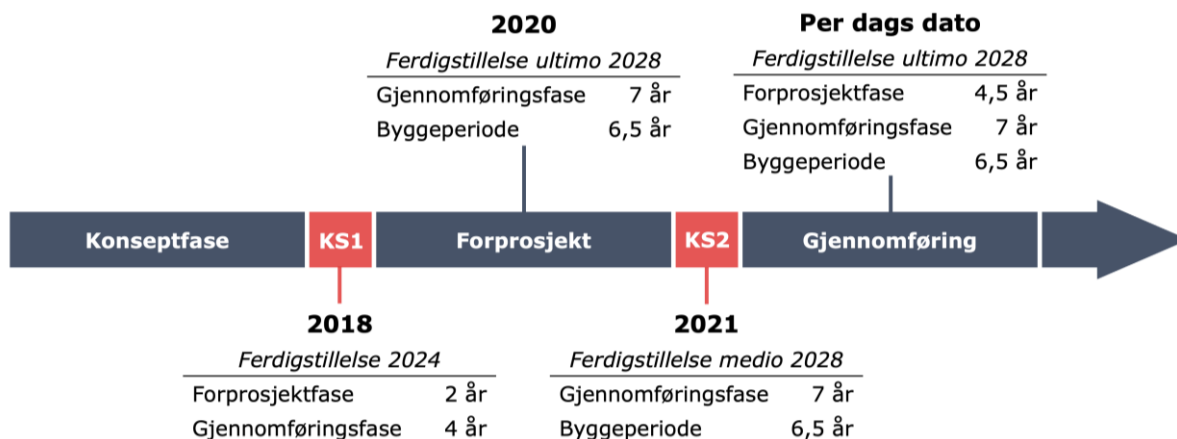 2020
Ferdigstillelse ultimo 2028
Gjennomføringsfase 7 år
Byggeperiode 6,5 år
Per dags dato
Ferdigstillelse ultimo 2028
Forprosjektfase 4,5 år
Gjennomføringsfase 7 år
Byggeperiode 6,5 år
Konseptfase KS1 Forprosjekt KS2 Gjennomføring
2018
Ferdigstillelse 2024
Forprosjektfase 2 år
Gjennomføringsfase 4 år
2021
Ferdigstillelse medio 2028
Gjennomføringsfase 7 år
Byggeperiode 6,5 år